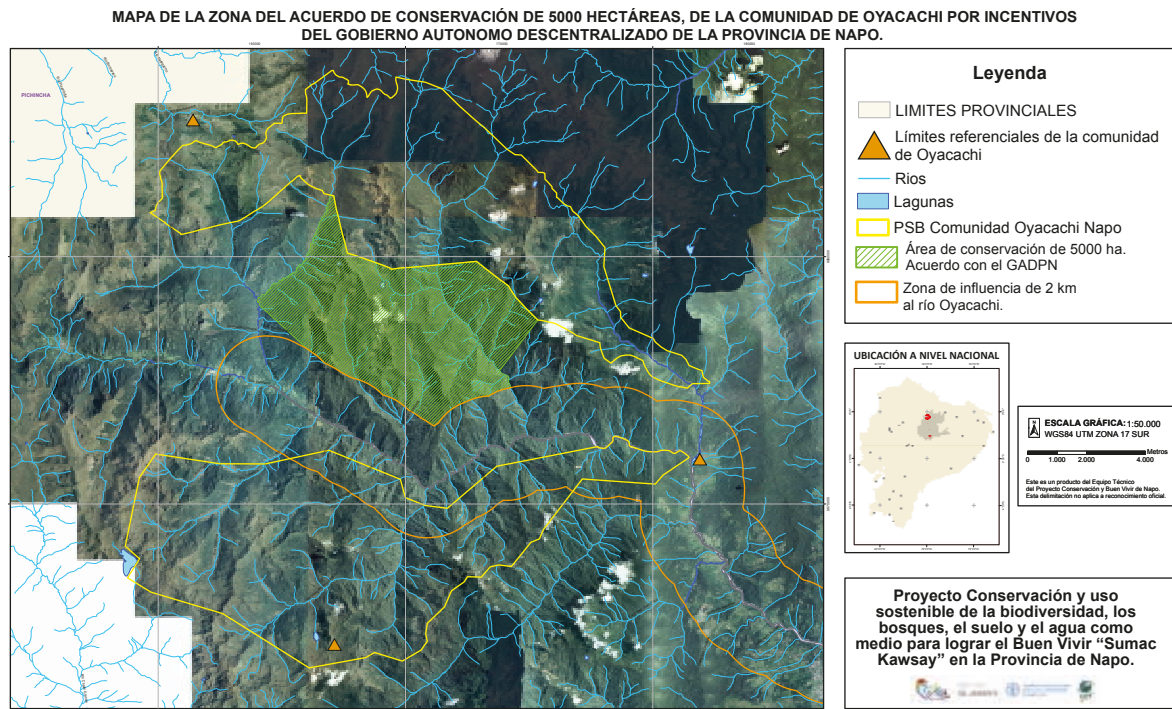 MAPA DE LA ZONA DEL ACUERDO DE CONSERVACIÓN DE 5000 HECTÁREAS, DE LA COMUNIDAD DE OYACACHI POR INCENTIVOS
DEL GOBIERNO AUTONOMO DESCENTRALIZADO DE LA PROVINCIA DE NAPO.
PICHINCHA
Leyenda
LIMITES PROVINCIALES
Límites referenciales de la comunidad
de Oyacachi
Rios
Lagunas
PSB Comunidad Oyacachi Napo
Área de conservación de 5000 ha.
Acuerdo con el GADPN
Zona de influencia de 2 km
al río Oyacachi.
UBICACIÓN A NIVEL NACIONAL
N
ESCALA GRÁFICA: 1:50.000
WGS84 UTM ZONA 17 SUR
Metros
0 1.000 2.000 4.000
Este es un producto del Equipo Técnico
del Proyecto Conservación y Buen Vivir de Napo.
Esta delimitación no aplica a reconocimiento oficial.
Proyecto Conservación y uso
sostenible de la biodiversidad, los
bosques, el suelo y el agua como
medio para lograr el Buen Vivir “Sumac
Kawsay” en la Provincia de Napo.